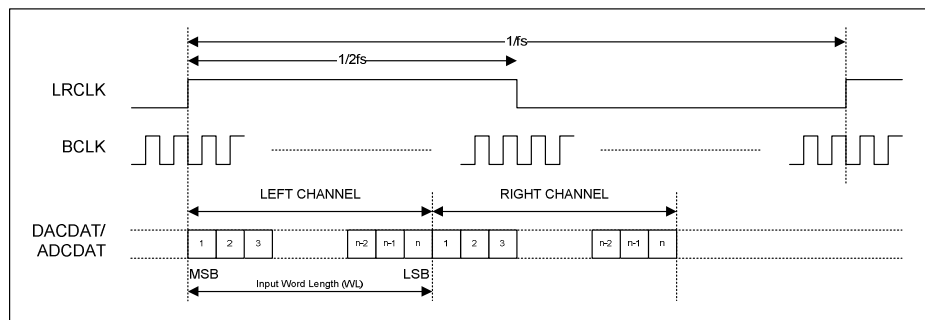 1/fs
1/2fs
LRCLK
BCLK
LEFT CHANNEL RIGHT CHANNEL
DACDAT/
ADCDAT
1 2 3 n-2 n-1 n 1 2 3 n-2 n-1 n
MSB LSB
Input Word Length (WL)